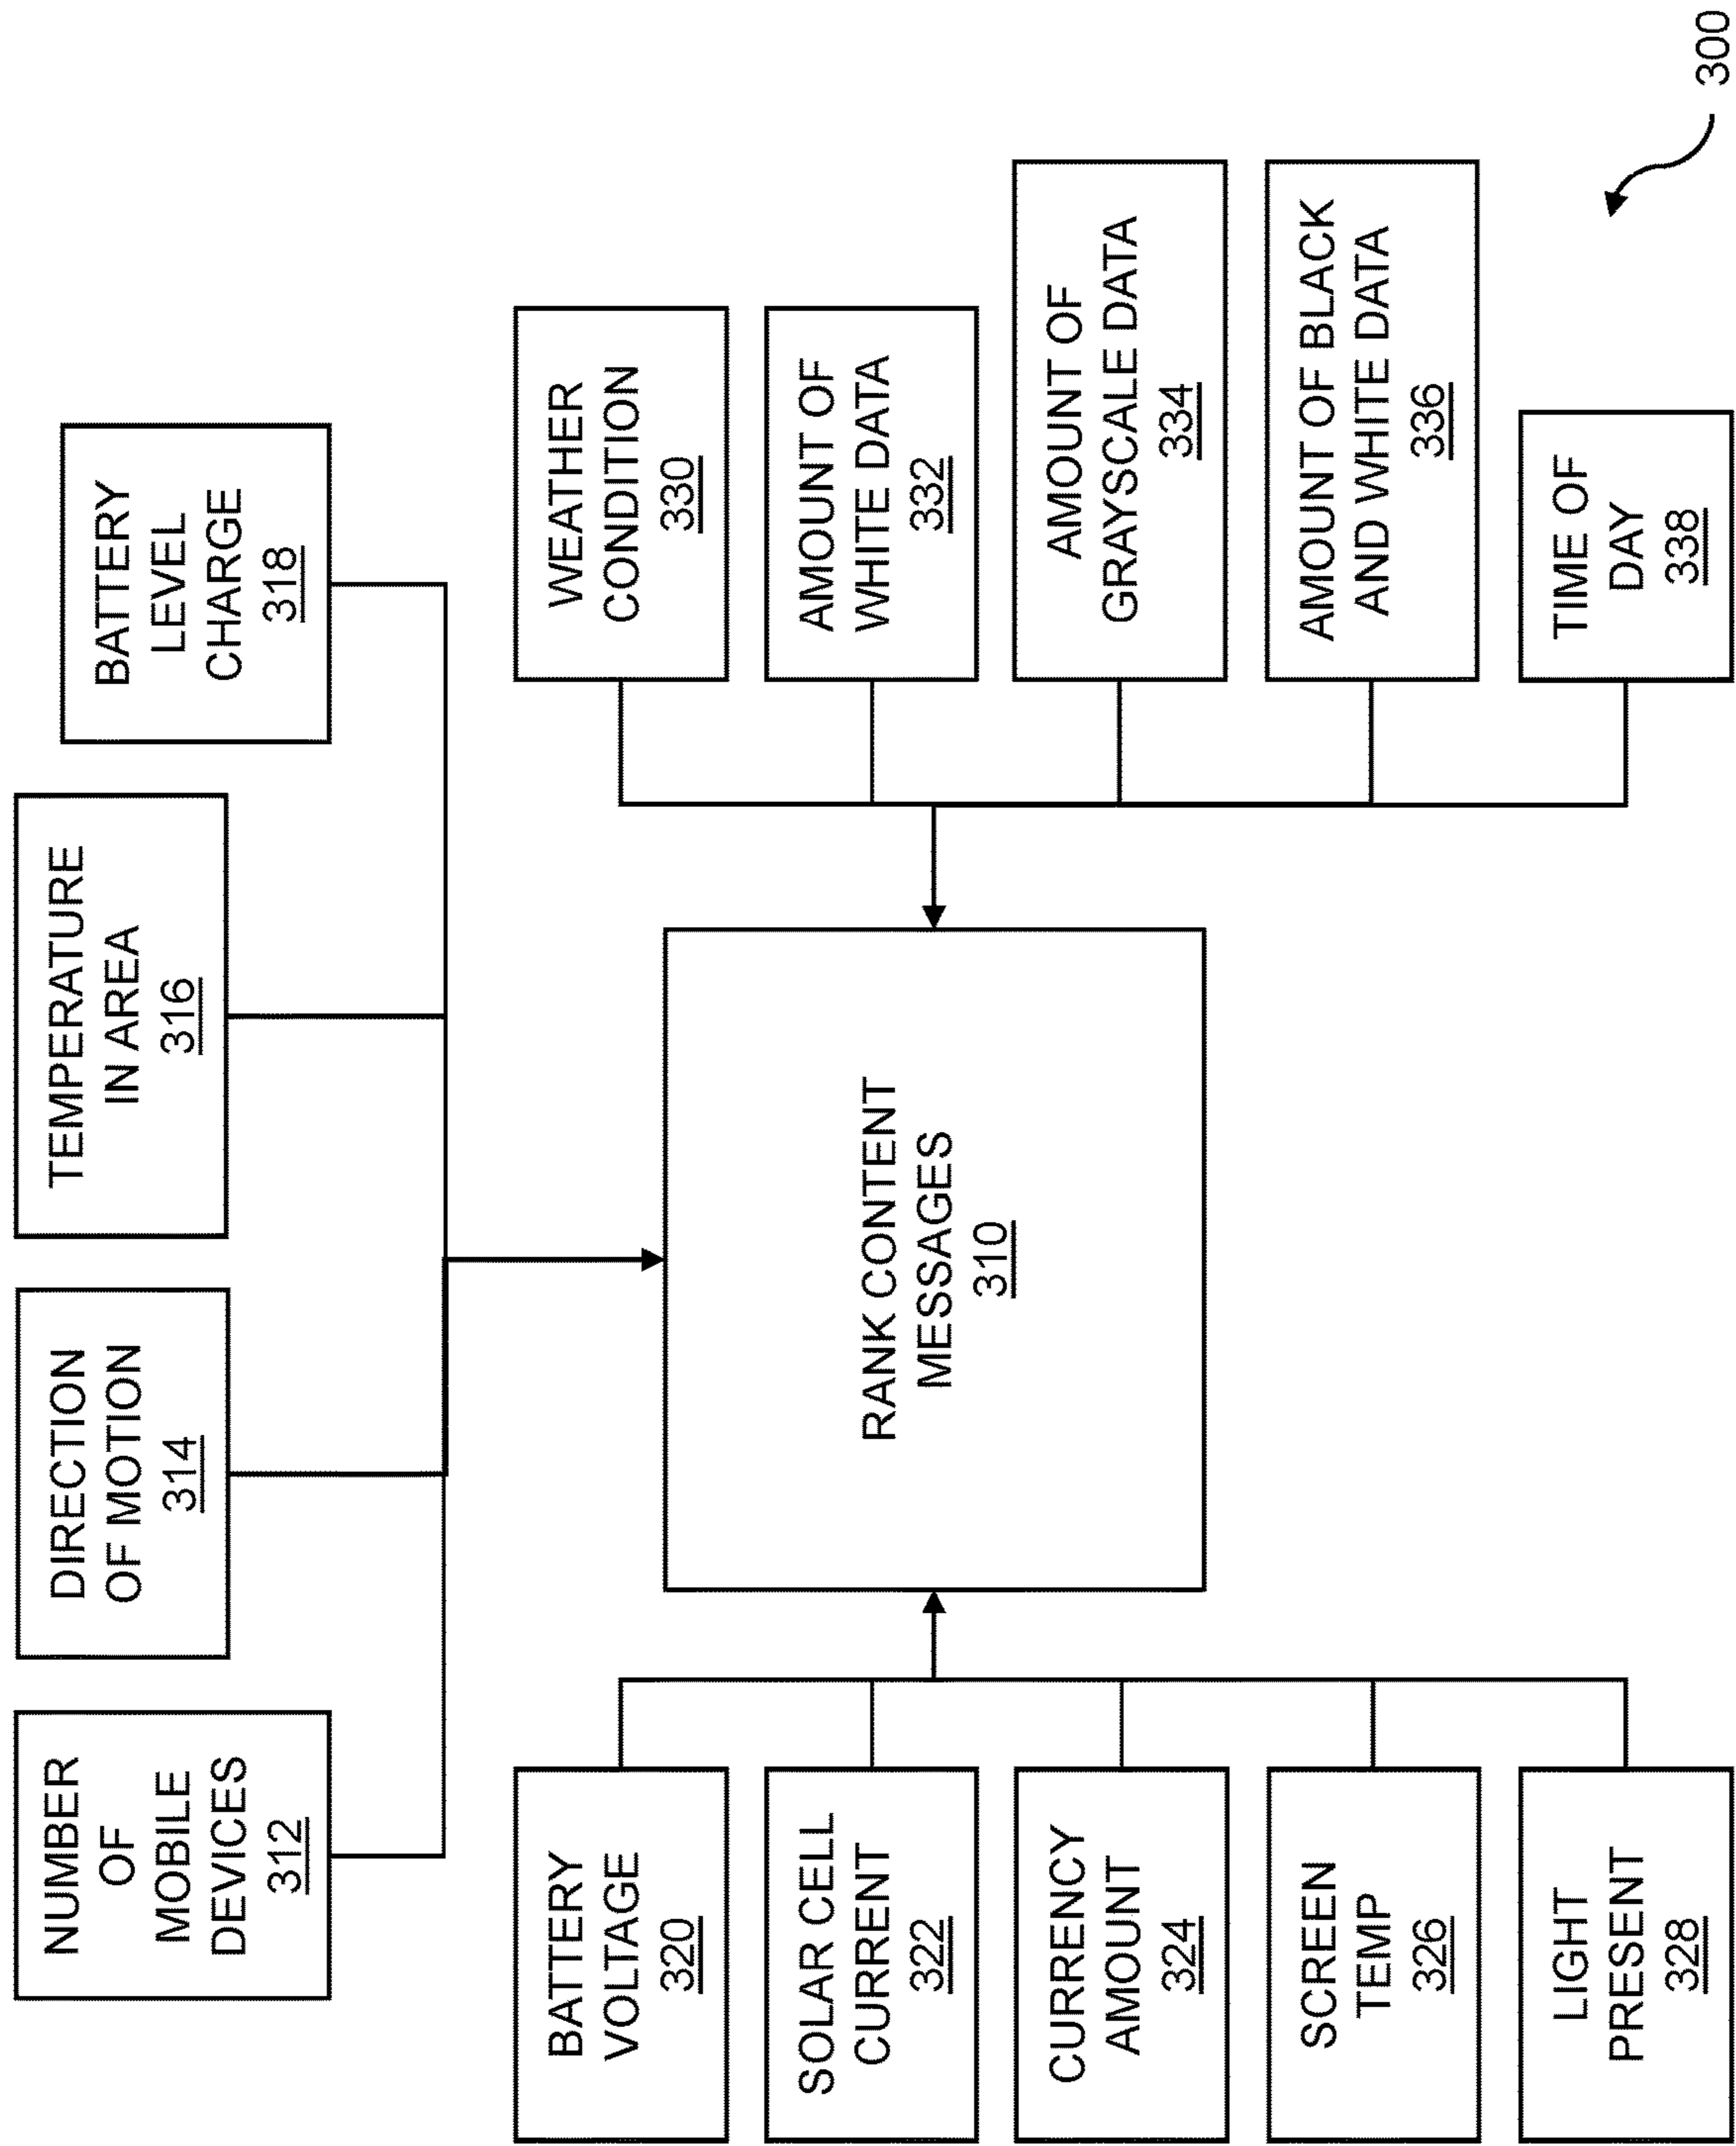 NUMBER
OF
MOBILE
DEVICES
312
DIRECTION
OF MOTION
314
TEMPERATURE
IN AREA
316
BATTERY
LEVEL
CHARGE
318
BATTERY
VOLTAGE
320
SOLAR CELL
CURRENT
322
CURRENCY
AMOUNT
324
SCREEN
TEMP
326
LIGHT
PRESENT
328
RANK CONTENT
MESSAGES
310
WEATHER
CONDITION
330
AMOUNT OF
WHITE DATA
332
AMOUNT OF
GRAYSCALE DATA
334
AMOUNT OF BLACK
AND WHITE DATA
336
TIME OF
DAY
338
300